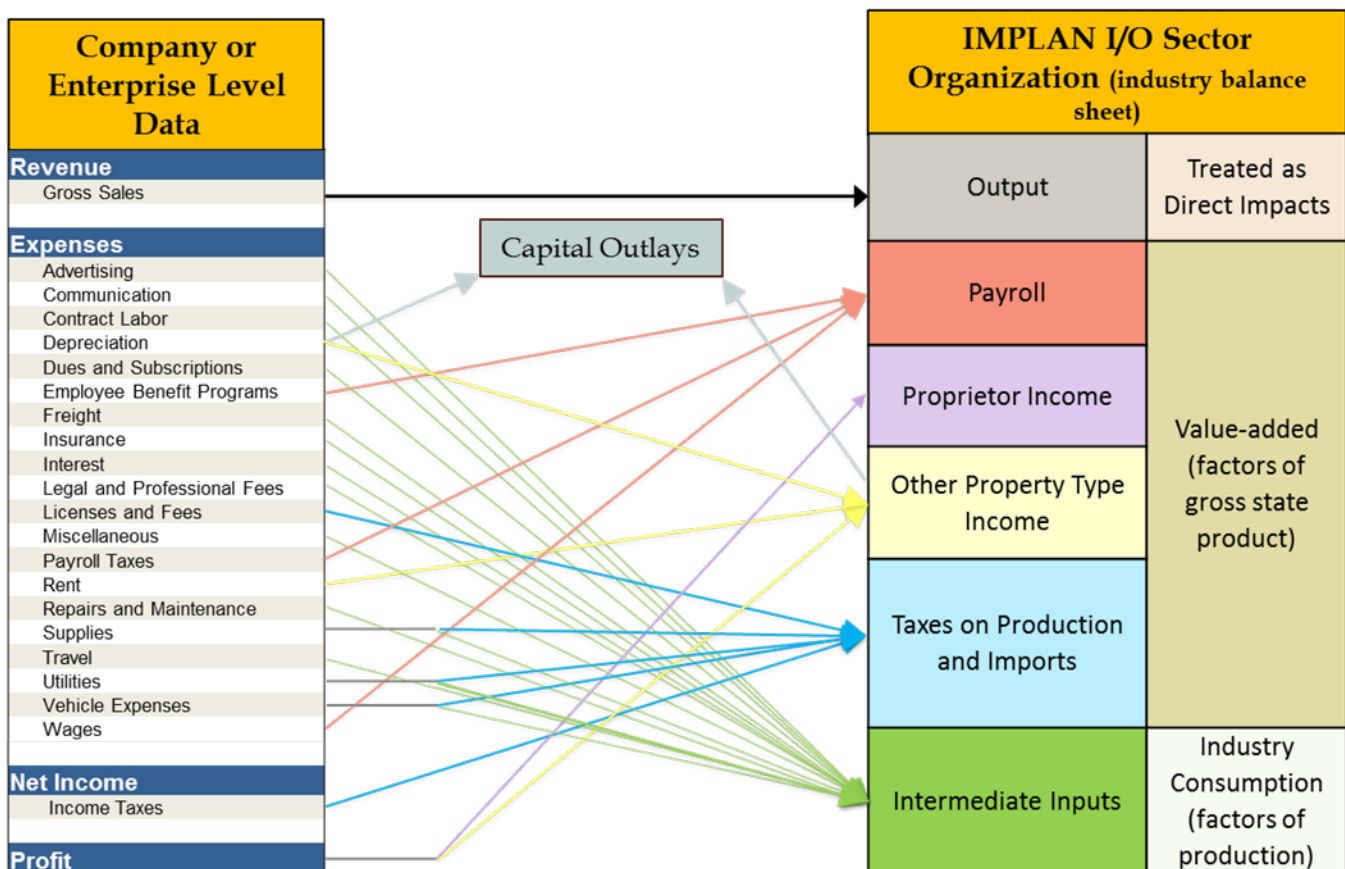 Company or
Enterprise Level
Data
Revenue
Gross Sales
Expenses
Advertising
Communication
Contract Labor
Depreciation
Dues and Subscriptions
Employee Benefit Programs
Freight
Insurance
Interest
Legal and Professional Fees
Licenses and Fees
Miscellaneous
Payroll Taxes
Rent
Repairs and Maintenance
Supplies
Travel
Utilities
Vehicle Expenses
Wages
Net Income
Income Taxes
Profit
Capital Outlays
IMPLAN I/O Sector
Organization (industry balance
sheet)
Output
Treated as
Direct Impacts
Payroll
Proprietor Income
Other Property Type
Income
Taxes on Production
and Imports
Value-added
(factors of
gross state
product)
Intermediate Inputs
Industry
Consumption
(factors of
production)